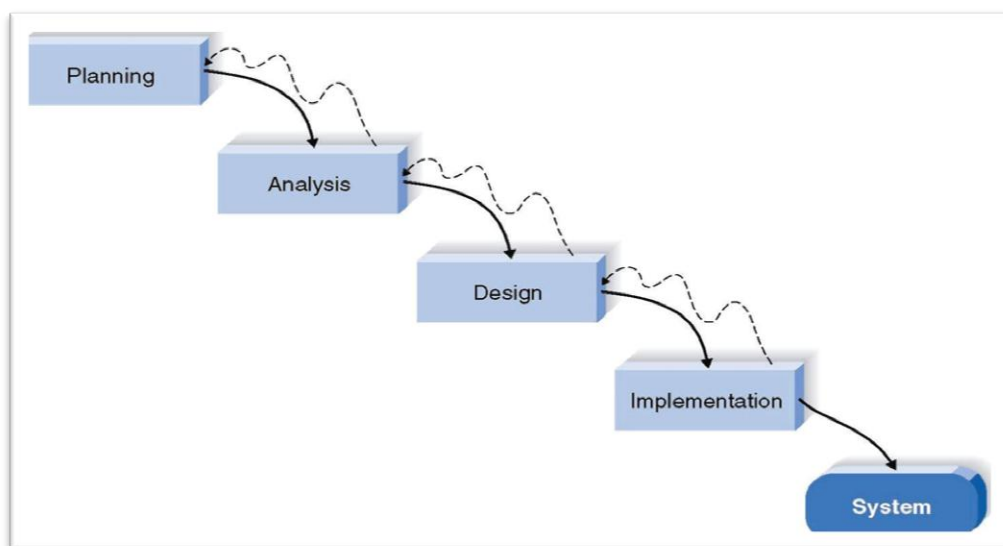 Planning
Analysis
Design
Implementation
System